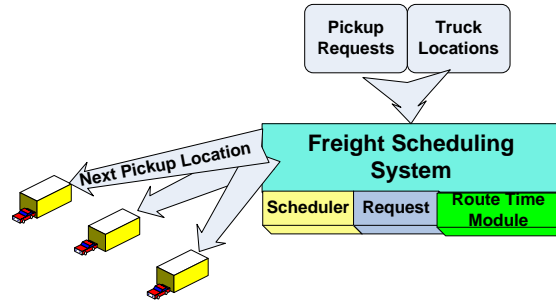 Pickup
Requests
Truck
Locations
Freight Scheduling
System
Next Pickup Location
Scheduler
Request
Route Time
Module